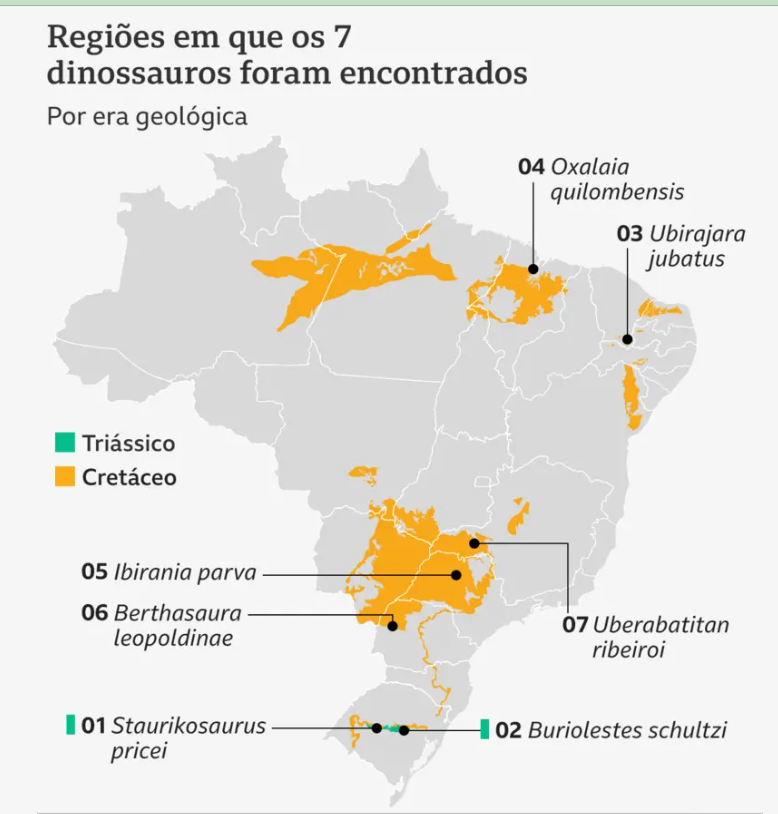 Regiões em que os 7
dinossauros foram encontrados
Por era geológica
04 Oxalaia
quilombensis
03 Ubirajara
jubatus
Triássico
Cretáceo
05 Ibirania parva
06 Berthasaura
leopoldinae
07 Uberabatitan
ribeiroi
01 Staurikosaurus
pricei
02 Buriolestes schultzi